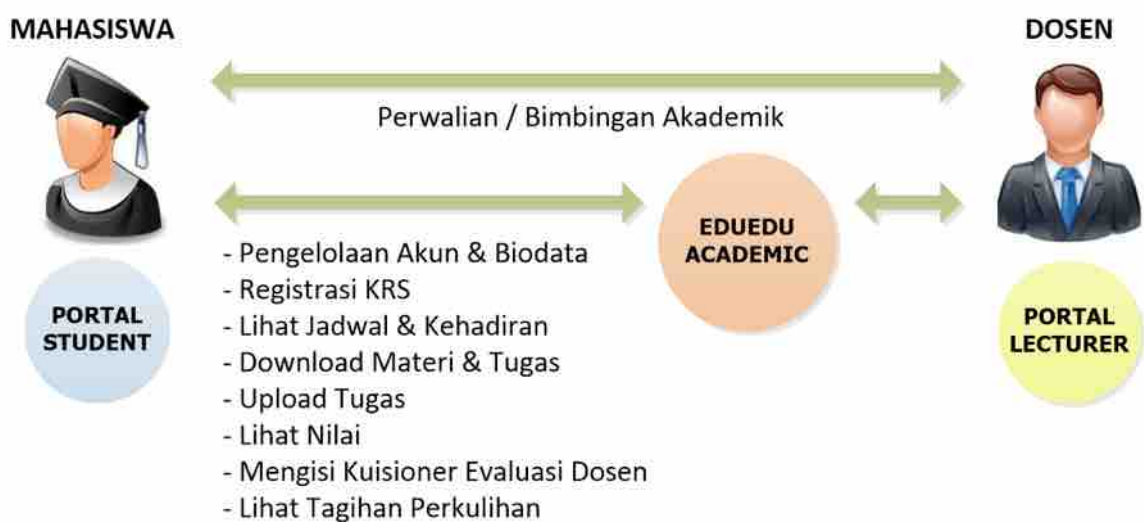 MAHASISWA
DOSEN
Perwalian / Bimbingan Akademik
EDUEDU
ACADEMIC
PORTAL
STUDENT
- Pengelolaan Akun & Biodata
- Registrasi KRS
- Lihat Jadwal & Kehadiran
- Download Materi & Tugas
- Upload Tugas
- Lihat Nilai
- Mengisi Kuisioner Evaluasi Dosen
- Lihat Tagihan Perkulihan
PORTAL
LECTURER